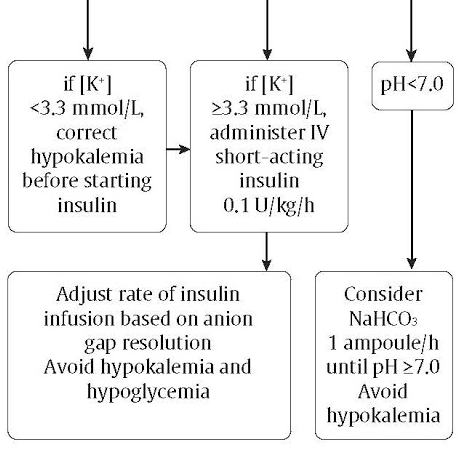 if [K⁺]
<3.3 mmol/L,
correct
hypokalemia
before starting
insulin
if [K⁺]
≥3.3 mmol/L,
administer IV
short-acting
insulin
0.1 U/kg/h
pH<7.0
Adjust rate of insulin
infusion based on anion
gap resolution
Avoid hypokalemia and
hypoglycemia
Consider
NaHCO₃
1 ampoule/h
until pH ≥7.0
Avoid
hypokalemia